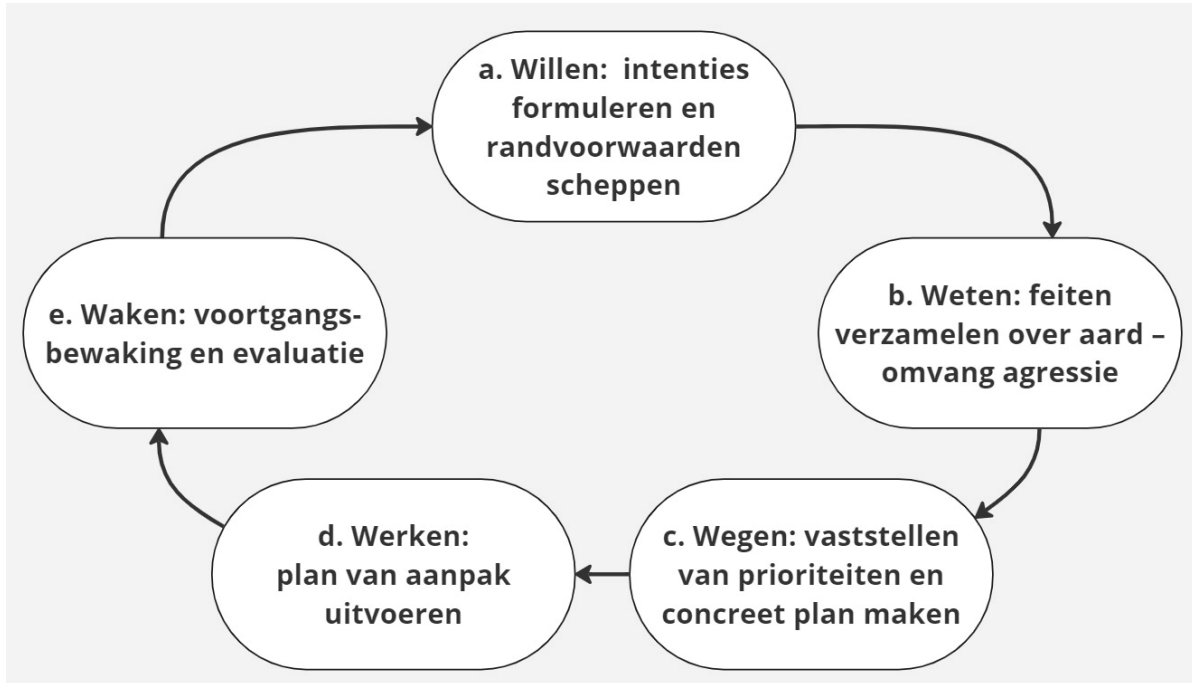 a. Willen: intenties
formuleren en
randvoorwaarden
scheppen
b. Weten: feiten
verzamelen over aard –
omvang agressie
c. Wegen: vaststellen
van prioriteiten en
concreet plan maken
d. Werken:
plan van aanpak
uitvoeren
e. Waken: voortgangs-
bewaking en evaluatie